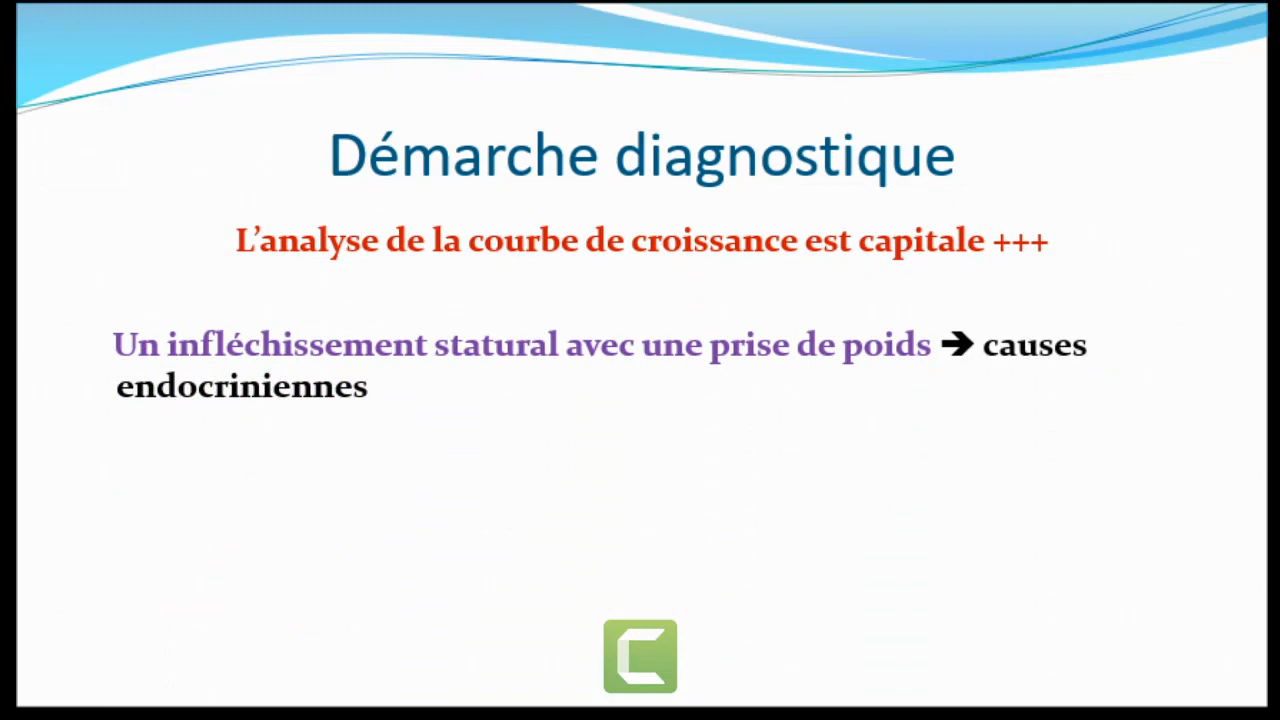 Démarche diagnostique
L’analyse de la courbe de croissance est capitale +++
Un infléchissement statural avec une prise de poids ➔ causes
endocriniennes